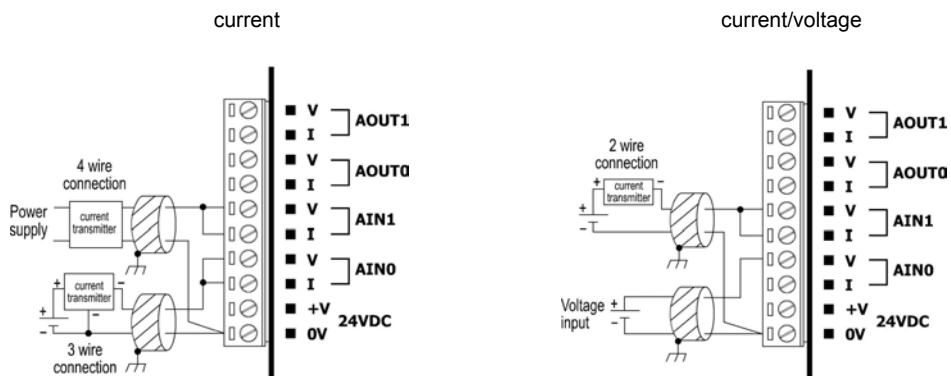 current
4 wire
connection
Power
supply
current
transmitter
+
-
current
transmitter
-
+
-
3 wire
connection
V
I
AOUT1
V
I
AOUT0
V
I
AIN1
V
I
AIN0
+V
0V
24VDC
current/voltage
2 wire
connection
+
-
current
transmitter
+
-
Voltage
input
+
-
V
I
AOUT1
V
I
AOUT0
V
I
AIN1
V
I
AIN0
+V
0V
24VDC